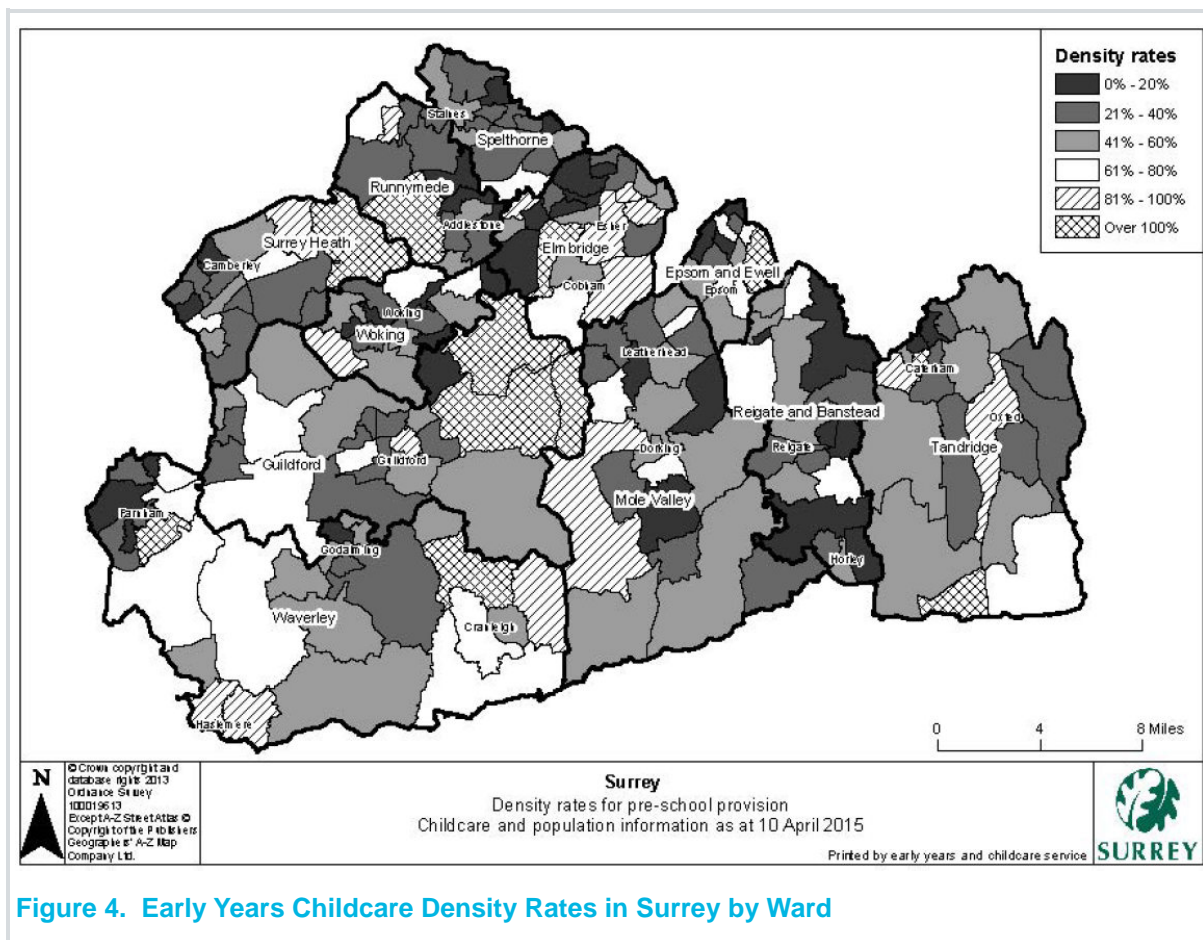 Density rates
0% - 20%
21% - 40%
41% - 60%
61% - 80%
81% - 100%
Over 100%
Staines
Spelthorne
Runnymede
Addlestone
Surrey Heath
Esher
Elmbridge
Camberley
Epsom and Ewell
Epsom
Cobham
Woking
Woking
Leatherhead
Caterham
Reigate and Banstead
Oxted
Dorking
Reigate
Tandridge
Guildford
Guildford
Mole Valley
Farnham
Godalming
Horley
Waverley
Cranleigh
Haslemere
0 4 8 Miles
N
© Crown copyright and
database rights 2013
Ordnance Survey
100019613
Except A-Z Street Atlas ©
Copyright of the Publishers
Geographers' A-Z Map
Company Ltd.
Surrey
Density rates for pre-school provision
Childcare and population information as at 10 April 2015
Printed by early years and childcare service
SURREY
Figure 4. Early Years Childcare Density Rates in Surrey by Ward